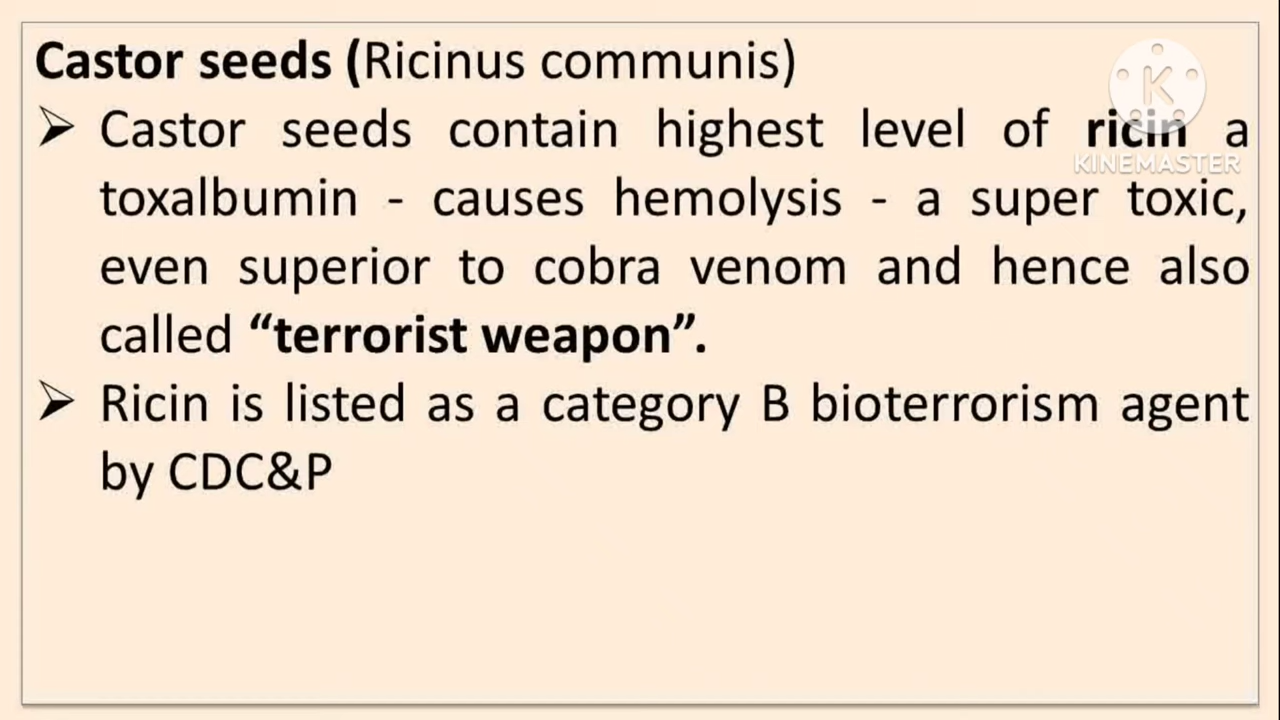 Castor seeds (Ricinus communis)
➢ Castor seeds contain highest level of ricin a
toxalbumin - causes hemolysis - a super toxic,
even superior to cobra venom and hence also
called “terrorist weapon”.
➢ Ricin is listed as a category B bioterrorism agent
by CDC&P
K
KINEMASTER